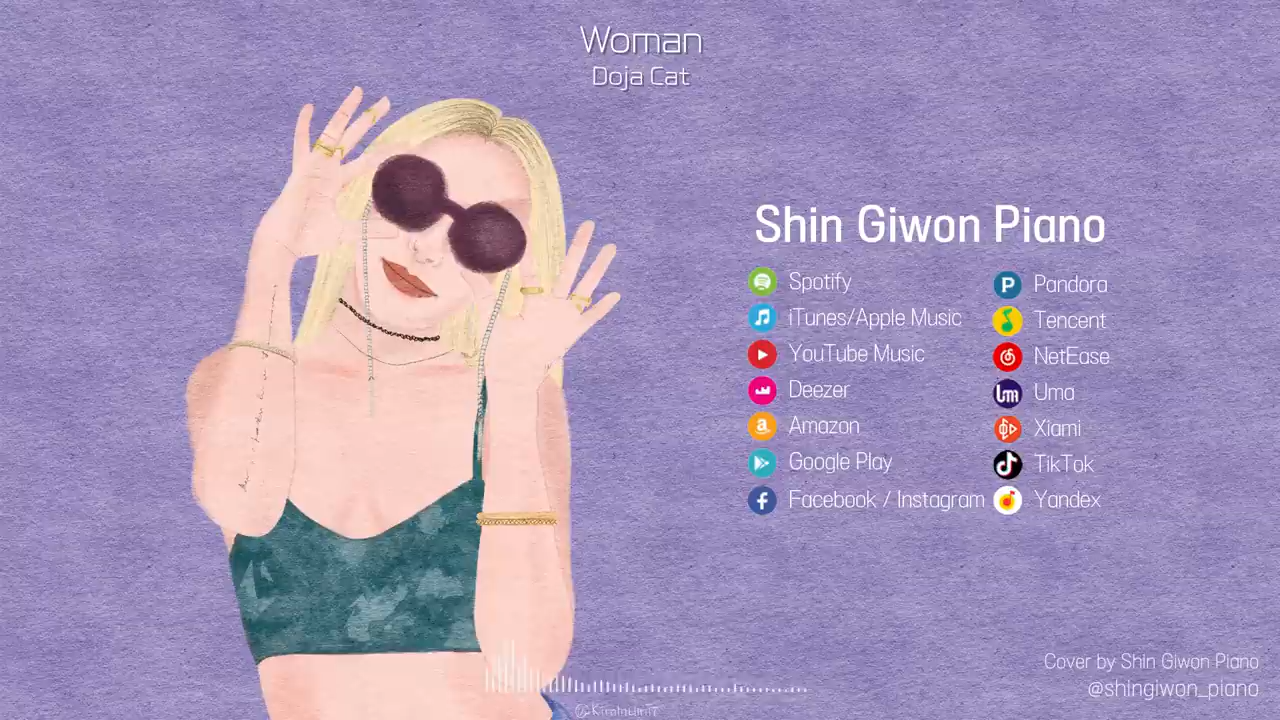 Woman
Doja Cat
Shin Giwon Piano
Spotify
iTunes/Apple Music
YouTube Music
Deezer
Amazon
Google Play
Facebook / Instagram
Pandora
Tencent
NetEase
Uma
Xiami
TikTok
Yandex
Cover by Shin Giwon Piano
@shingiwon_piano